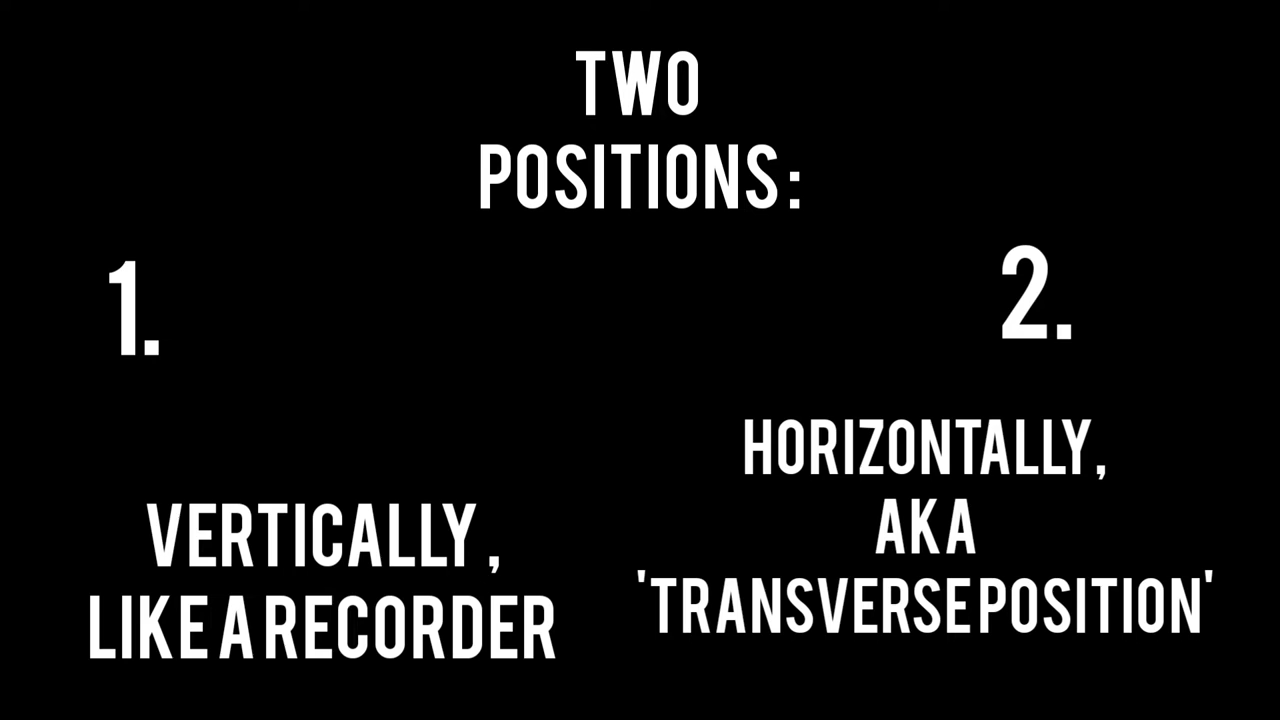 TWO
POSITIONS:
1.
VERTICALLY,
LIKE A RECORDER
2.
HORIZONTALLY,
AKA
'TRANSVERSE POSITION'